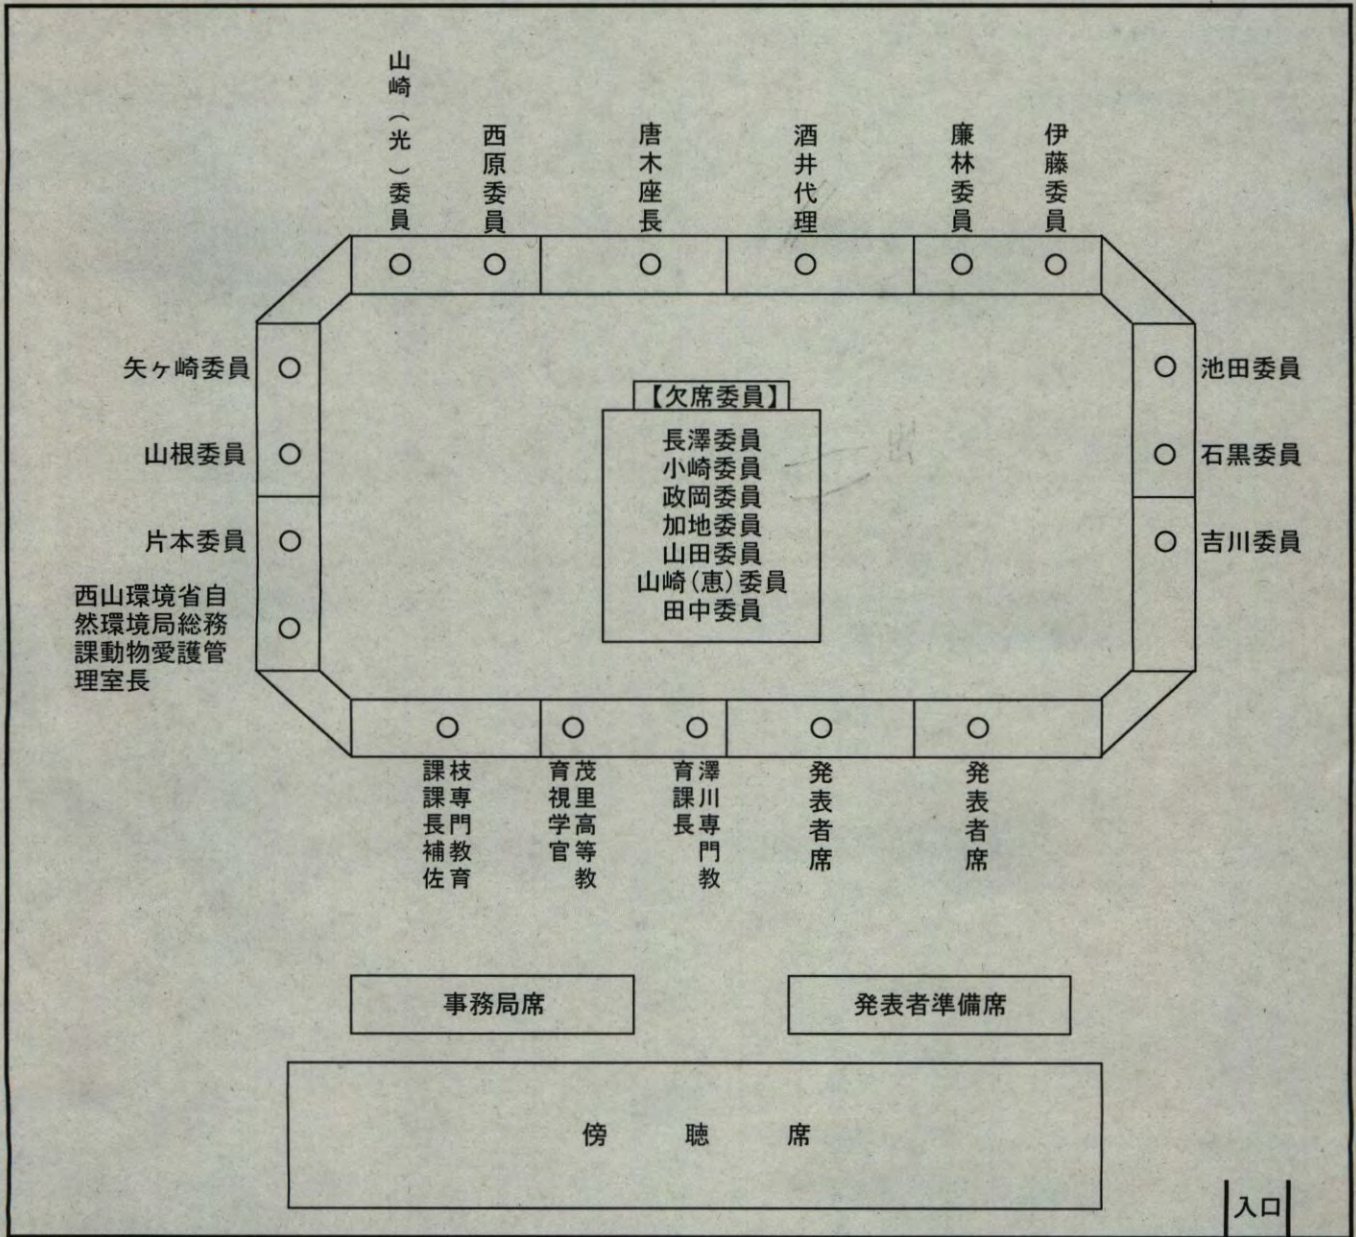 山崎（光）委員
西原委員
唐木座長
酒井代理
廉林委員
伊藤委員
矢ヶ崎委員
山根委員
片本委員
西山環境省自
然環境局総務
課動物愛護管
理室長
池田委員
石黒委員
吉川委員
【欠席委員】
長澤委員
小崎委員
政岡委員
加地委員
山田委員
山崎（恵）委員
田中委員
枝専門教育
課課長補佐
茂里高等教
育視学官
澤川専門教
育課長
発表者席
発表者席
事務局席
発表者準備席
傍聴席
入口